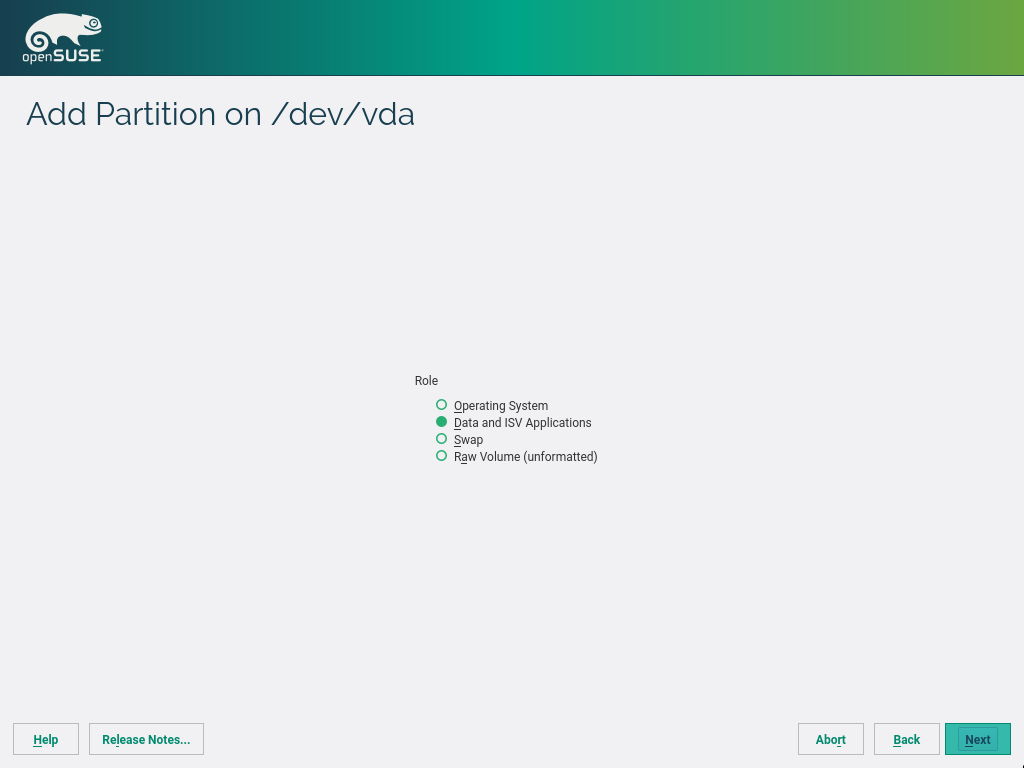 openSUSE
Add Partition on /dev/vda
Role
Operating System
Data and ISV Applications
Swap
Raw Volume (unformatted)
Help
Release Notes...
Abort
Back
Next